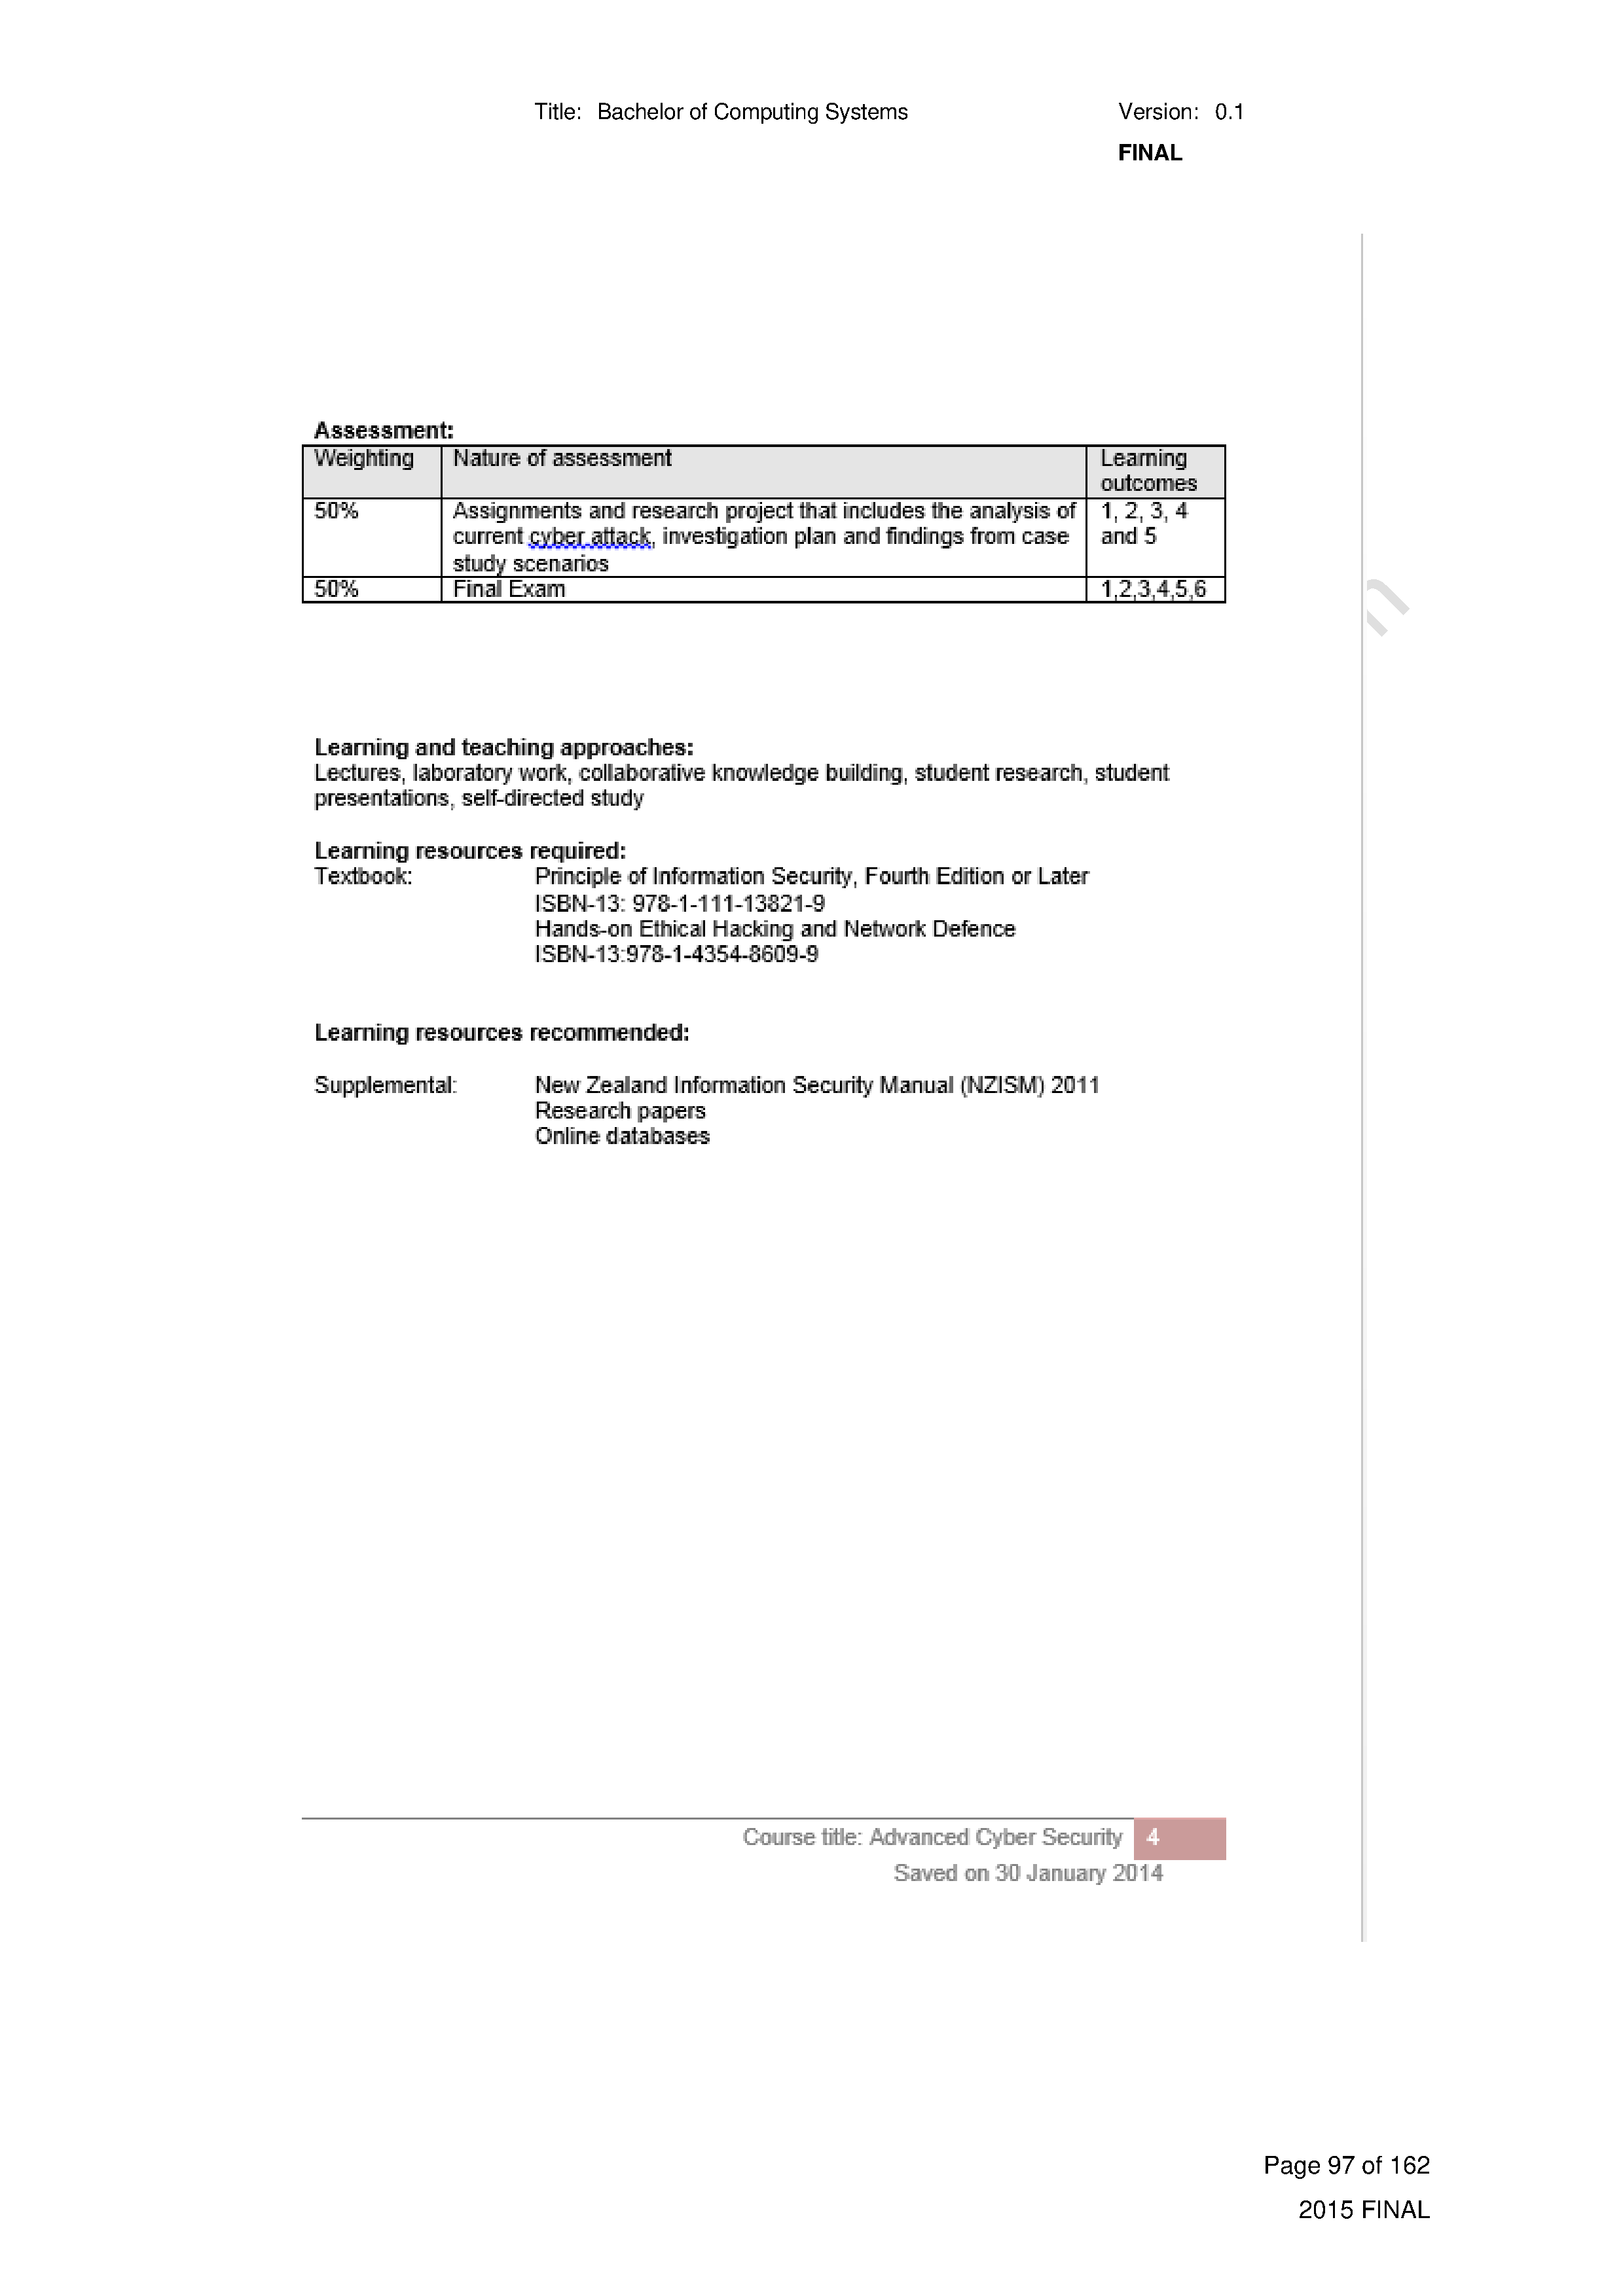 Title: Bachelor of Computing Systems Version: 0.1
FINAL
Assessment:
Weighting Nature of assessment Learning
outcomes
50% Assignments and research project that includes the analysis of 1, 2, 3, 4
current cyber attack, investigation plan and findings from case and 5
study scenarios
50% Final Exam 1,2,3,4,5,6
Learning and teaching approaches:
Lectures, laboratory work, collaborative knowledge building, student research, student
presentations, self-directed study
Learning resources required:
Textbook: Principle of Information Security, Fourth Edition or Later
ISBN-13: 978-1-111-13821-9
Hands-on Ethical Hacking and Network Defence
ISBN-13:978-1-4354-8609-9
Learning resources recommended:
Supplemental: New Zealand Information Security Manual (NZISM) 2011
Research papers
Online databases
Course title: Advanced Cyber Security 4
Saved on 30 January 2014
Page 97 of 162
2015 FINAL